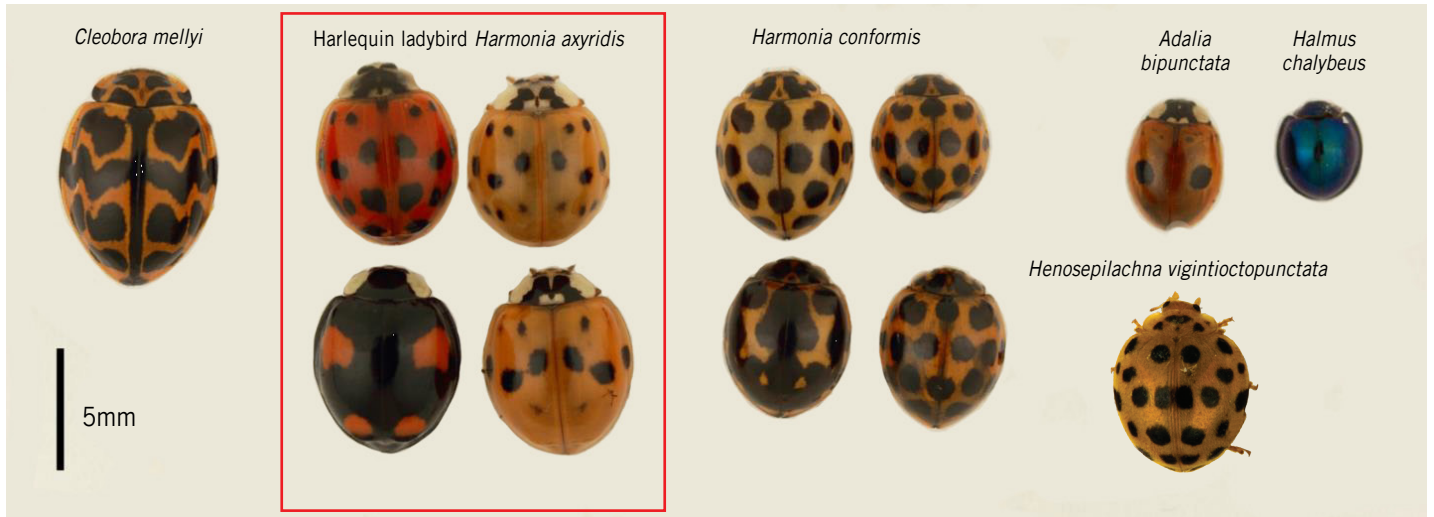 Cleobora mellyi
Harlequin ladybird Harmonia axyridis
Harmonia conformis
Adalia
bipunctata
Halmus
chalybeus
Henosepilachna vigintioctopunctata
5mm